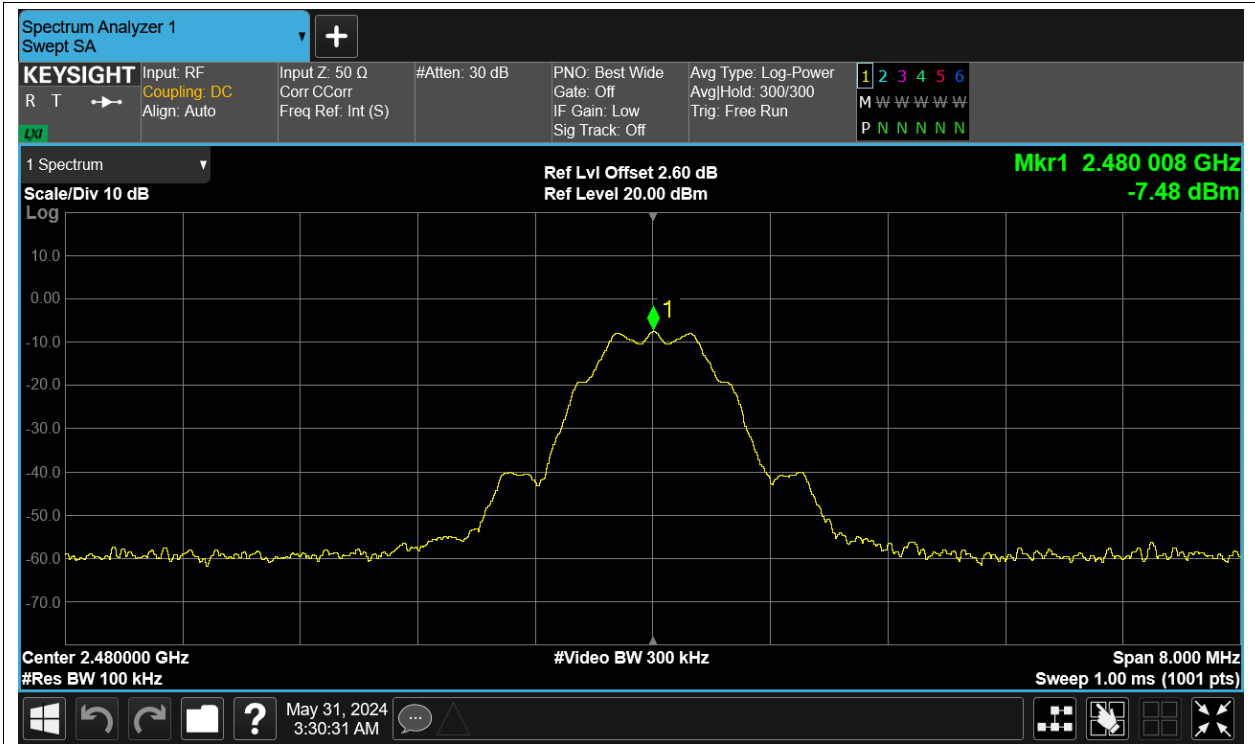 Spectrum Analyzer 1
Swept SA
KEYSIGHT
R T
LXI
Input: RF
Coupling: DC
Align: Auto
Input Z: 50 Ω
Corr CCorr
Freq Ref: Int (S)
#Atten: 30 dB
PNO: Best Wide
Gate: Off
IF Gain: Low
Sig Track: Off
Avg Type: Log-Power
Avg|Hold: 300/300
Trig: Free Run
1 2 3 4 5 6
M W W W W W
P N N N N N
1 Spectrum
Scale/Div 10 dB
Log
Ref Lvl Offset 2.60 dB
Ref Level 20.00 dBm
Mkr1 2.480 008 GHz
-7.48 dBm
1
10.0
0.00
-10.0
-20.0
-30.0
-40.0
-50.0
-60.0
-70.0
Center 2.480000 GHz
#Res BW 100 kHz
#Video BW 300 kHz
Span 8.000 MHz
Sweep 1.00 ms (1001 pts)
?
May 31, 2024
3:30:31 AM